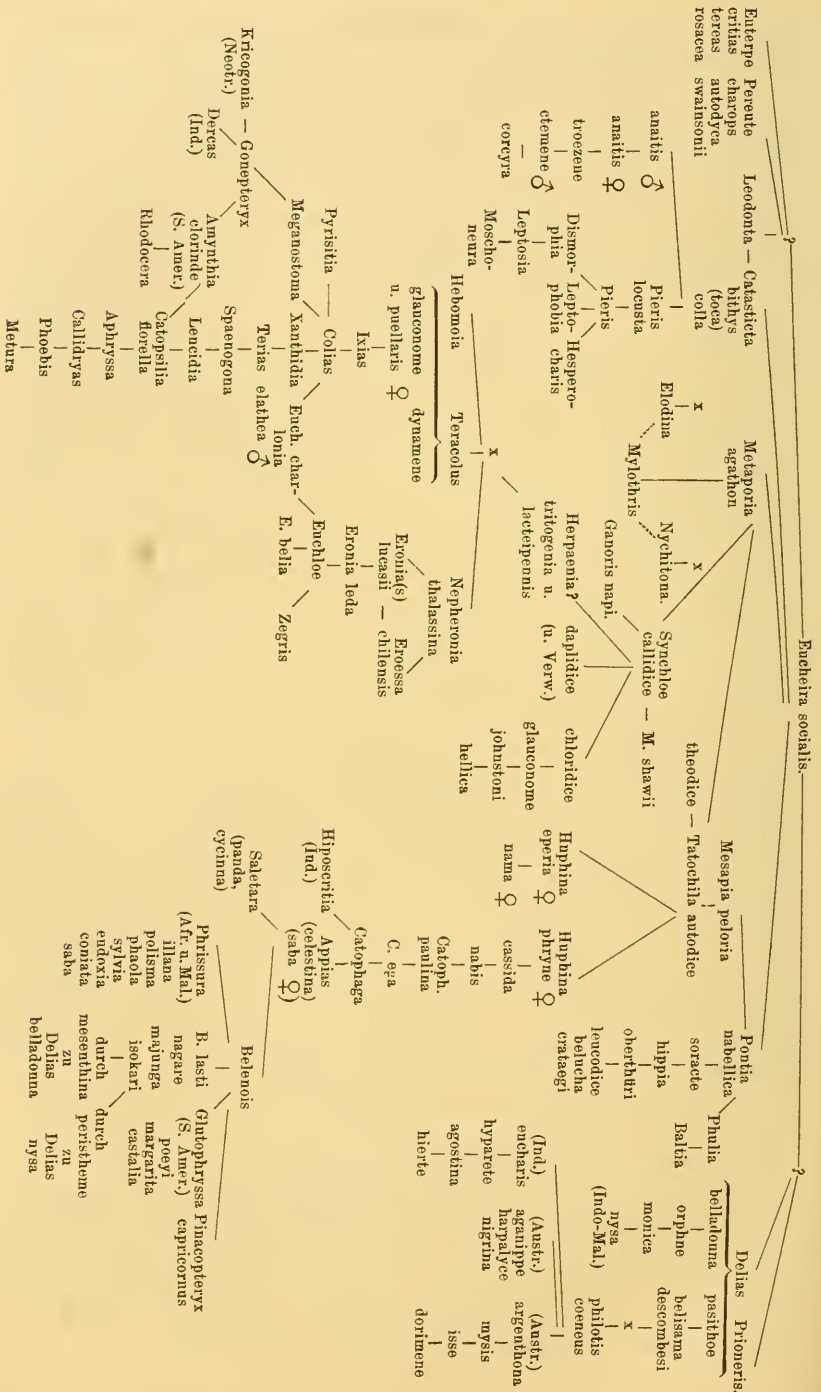 Eucheira socialis.
?
?
Euterpe
critias
tereas
rosacea
Pereute
charops
autodyca
swainsonii
Leodonta — Catasticta
bithys
(toca)
colla
Metaporia
agathon
Mesapia peloria
Pontia
nabellica
soracte
hippia
oberthüri
leucodice
belucha
crataegi
Phulia
Baltia
Delias
belladonna
orphne
monica
nysa
(Indo-Mal.)
pasithoe
belisama
descombesi
x
philotis
coeneus
Prioneris.
anaitis ♂
anaitis ♀
troezene
ctemene ♂
corcyra
Pieris
locusta
Pieris
Dismor-
phia
Leptosia
Moscho-
neura
Lepto-
phobia
Hespero-
charis
x
Elodina
Mylothris
x
Nychitona.
Ganoris napi.
Synchloe
callidice — M. shawii
theodice — Tatochila autodice
Herpaenia?
tritogenia u.
lacteipennis
daplidice
(u. Verw.)
chloridice
glauconome
johnstoni
hellica
Huphina
eperia ♀
nama ♀
Huphina
phryne ♀
cassida
nabis
Catoph.
paulina
C. ega
Catophaga
Hiposcritia
(Ind.)
Appias
(celestina)
(saba ♀)
(Ind.)
encharis
hyparete
agostina
hierte
(Austr.)
aganippe
harpalyce
nigrina
(Austr.)
argenthona
mysis
isse
dorimene
Hebomoia
x
Teracolus
glauconome
u. puellaris ♀
dynamene
Nepheronia
thalassina
Eronia(s)
lucasii — chilensis
Eroessa
Eronia leda
Euchloe
E. belia
Zegris
Ixias
Pyrisitia — Colias
Meganostoma
Xanthidia
Euch. char-
lonia
Kricogonia — Gonepteryx
(Neotr.)
Dercas
(Ind.)
Terias elathea ♂
Spaenogona
Leucidia
Amynthia
clorinde
(S. Amer.)
Rhodocera
Catopsilia
florella
Aphryssa
Callidryas
Phoebis
Metura
Saletara
(panda,
cycinna)
Belenois
Phrissura
(Afr. u. Mal.)
illana
polisma
phaola
sylvia
endoxia
coniata
saba
B. lasti
nagare
majunga
isokari
durch
mesenthina
zu
Delias
belladonna
durch
peristheme
zu
Delias
nysa
Glutophryssa
(S. Amer.)
poeyi
margarita
castalia
Pinacopteryx
capricornus